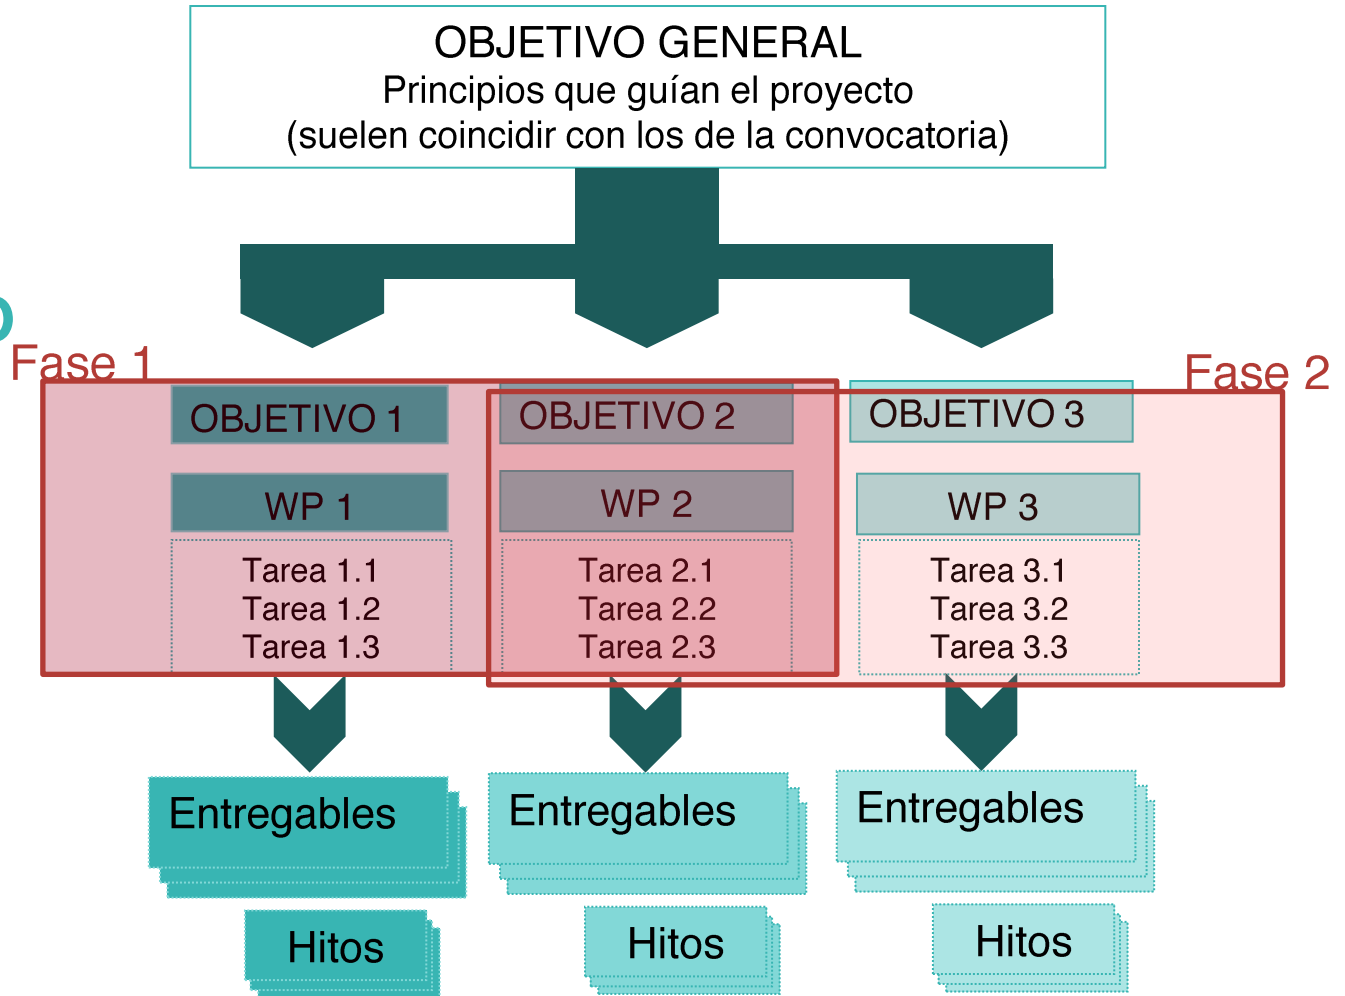 OBJETIVO GENERAL
Principios que guían el proyecto
(suelen coincidir con los de la convocatoria)
Fase 1
Fase 2
OBJETIVO 1
OBJETIVO 2
OBJETIVO 3
WP 1
WP 2
WP 3
Tarea 1.1
Tarea 1.2
Tarea 1.3
Tarea 2.1
Tarea 2.2
Tarea 2.3
Tarea 3.1
Tarea 3.2
Tarea 3.3
Entregables
Entregables
Entregables
Hitos
Hitos
Hitos